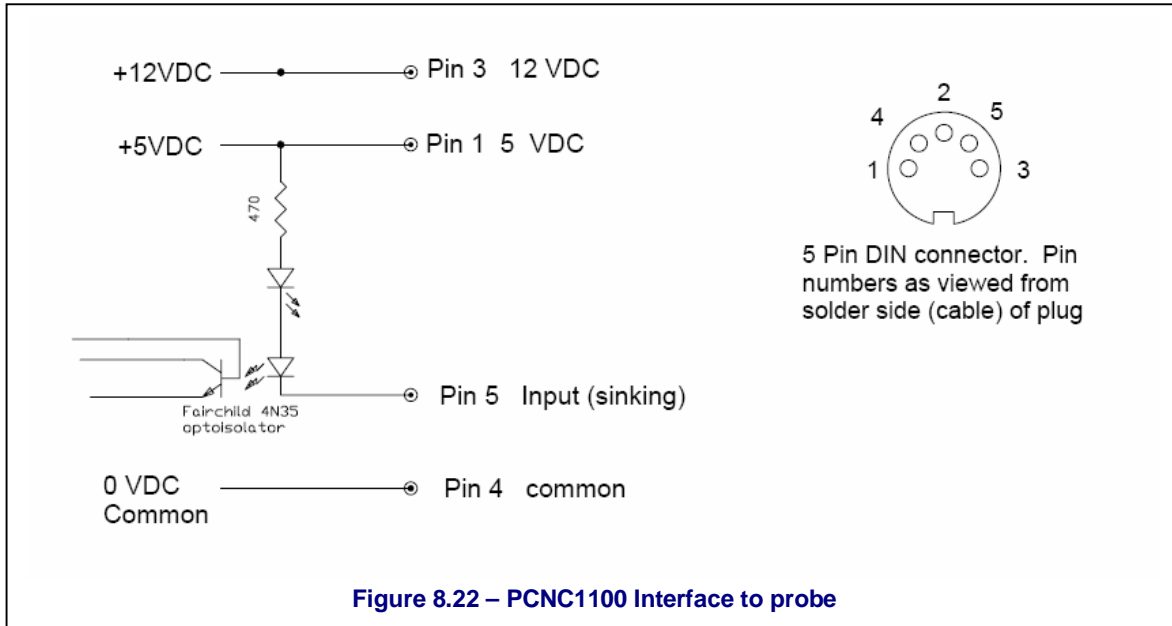 +12VDC
Pin 3 12 VDC
+5VDC
Pin 1 5 VDC
470
Fairchild 4N35
optoisolator
Pin 5 Input (sinking)
0 VDC
Common
Pin 4 common
2
4
5
1
3
5 Pin DIN connector. Pin
numbers as viewed from
solder side (cable) of plug
Figure 8.22 – PCNC1100 Interface to probe